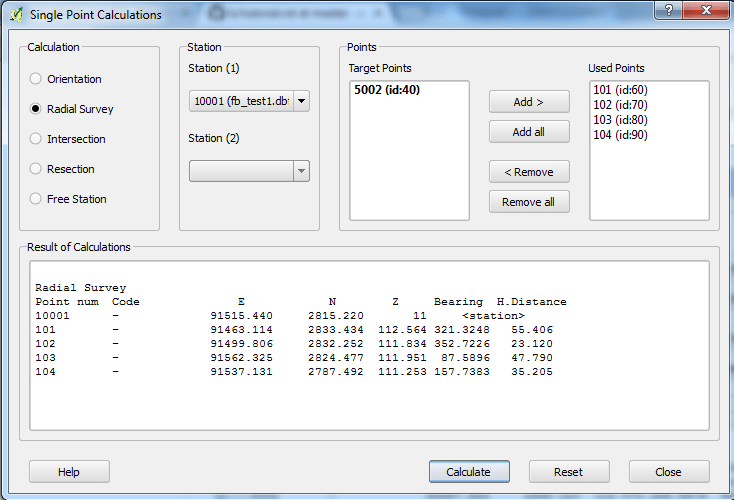 Single Point Calculations
Calculation
Orientation
Radial Survey
Intersection
Resection
Free Station
Station
Station (1)
10001 (fb_test1.db
Station (2)
Points
Target Points
5002 (id:40)
Add >
Add all
< Remove
Remove all
Used Points
101 (id:60)
102 (id:70)
103 (id:80)
104 (id:90)
Result of Calculations
Radial Survey
Point num Code E N Z Bearing H.Distance
10001 - 91515.440 2815.220 11 <station>
101 - 91463.114 2833.434 112.564 321.3248 55.406
102 - 91499.806 2832.252 111.834 352.7226 23.120
103 - 91562.325 2824.477 111.951 87.5896 47.790
104 - 91537.131 2787.492 111.253 157.7383 35.205
Help
Calculate
Reset
Close